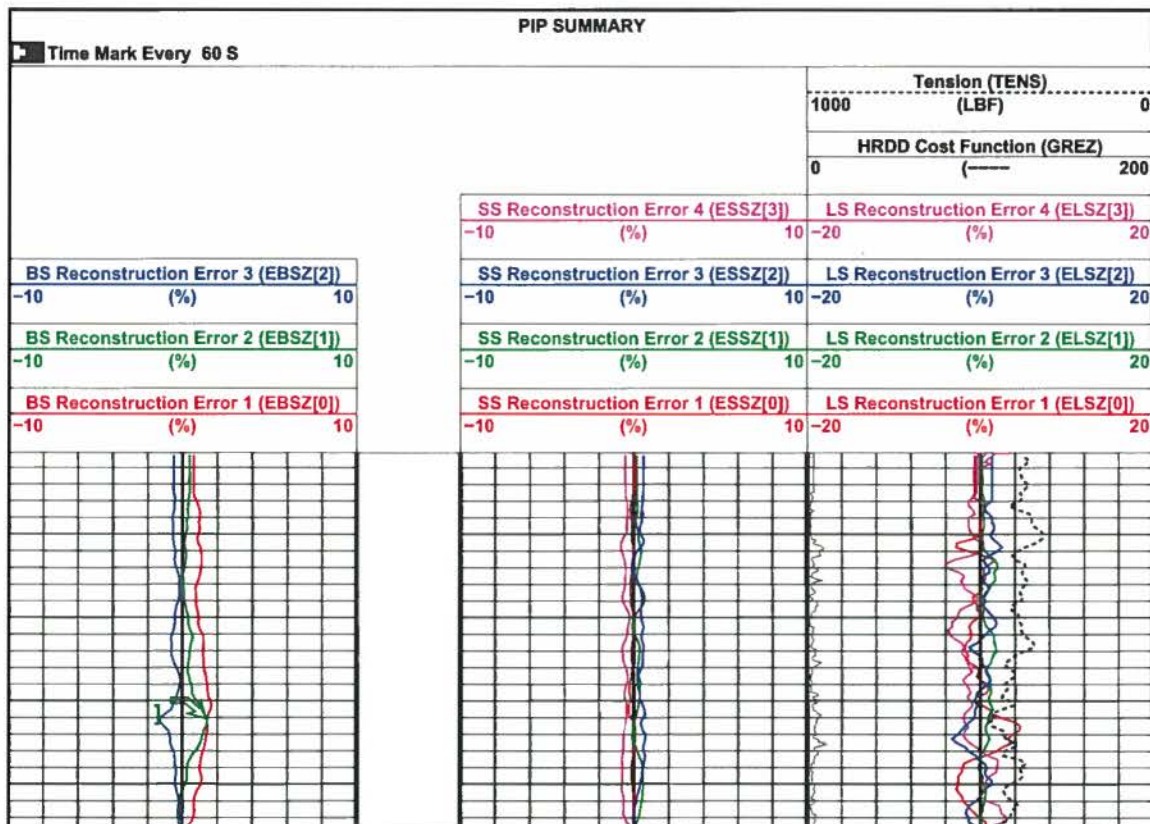 PIP SUMMARY
Time Mark Every 60 S
Tension (TENS)
1000 (LBF) 0
HRDD Cost Function (GREZ)
0 (---- 200
SS Reconstruction Error 4 (ESSZ[3]) LS Reconstruction Error 4 (ELSZ[3])
−10 (%) 10 −20 (%) 20
BS Reconstruction Error 3 (EBSZ[2]) SS Reconstruction Error 3 (ESSZ[2]) LS Reconstruction Error 3 (ELSZ[2])
−10 (%) 10 −10 (%) 10 −20 (%) 20
BS Reconstruction Error 2 (EBSZ[1]) SS Reconstruction Error 2 (ESSZ[1]) LS Reconstruction Error 2 (ELSZ[1])
−10 (%) 10 −10 (%) 10 −20 (%) 20
BS Reconstruction Error 1 (EBSZ[0]) SS Reconstruction Error 1 (ESSZ[0]) LS Reconstruction Error 1 (ELSZ[0])
−10 (%) 10 −10 (%) 10 −20 (%) 20
1